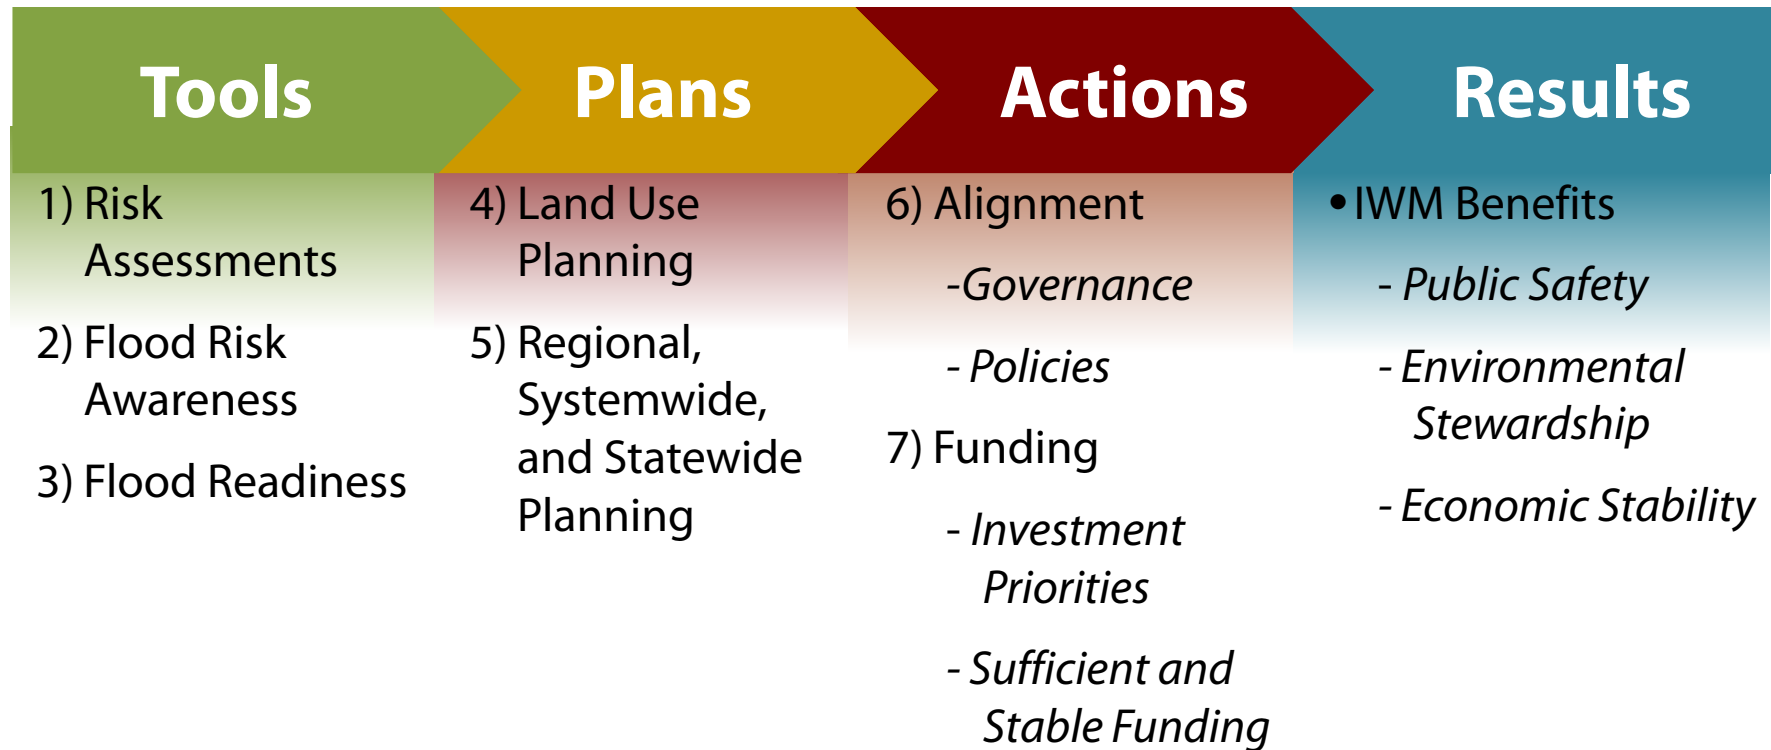 Tools
1) Risk
Assessments
2) Flood Risk
Awareness
3) Flood Readiness
Plans
4) Land Use
Planning
5) Regional,
Systemwide,
and Statewide
Planning
Actions
6) Alignment
-Governance
- Policies
7) Funding
- Investment
Priorities
- Sufficient and
Stable Funding
Results
• IWM Benefits
- Public Safety
- Environmental
Stewardship
- Economic Stability